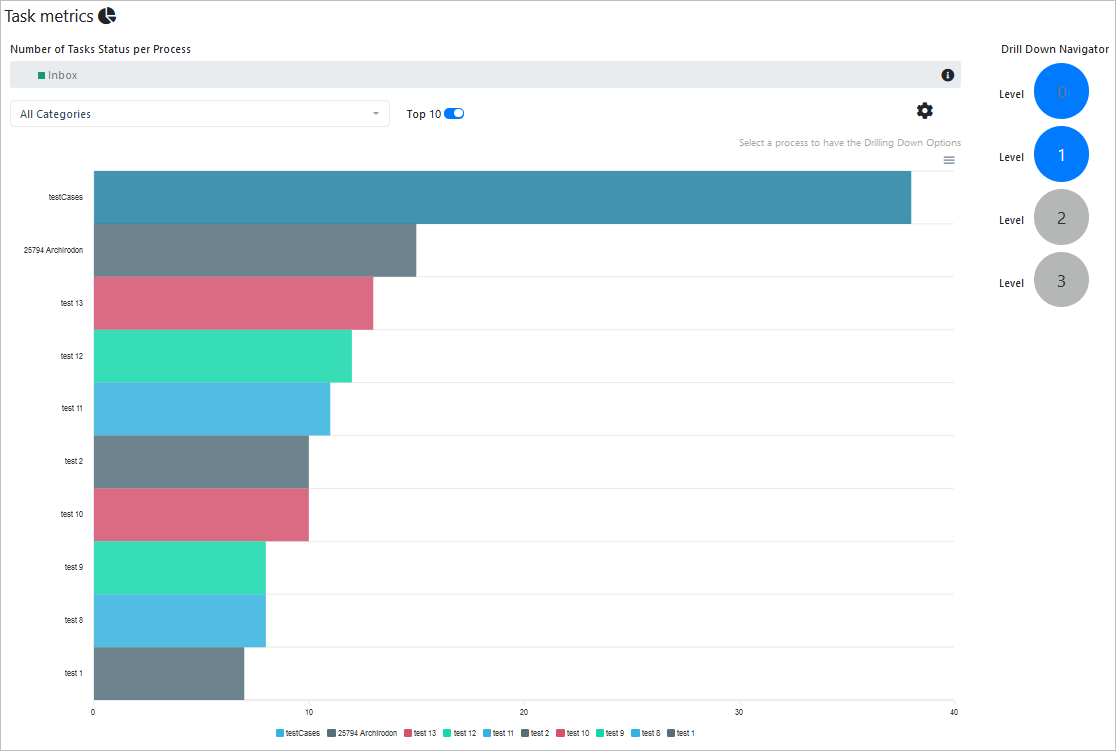 Task metrics
Number of Tasks Status per Process
Drill Down Navigator
Inbox
Level 0
All Categories
Top 10
Select a process to have the Drilling Down Options
Level 1
Level 2
Level 3
testCases
25794 Archirodon
test 13
test 12
test 11
test 2
test 10
test 9
test 8
test 1
0 10 20 30 40
testCases 25794 Archirodon test 13 test 12 test 11 test 2 test 10 test 9 test 8 test 1